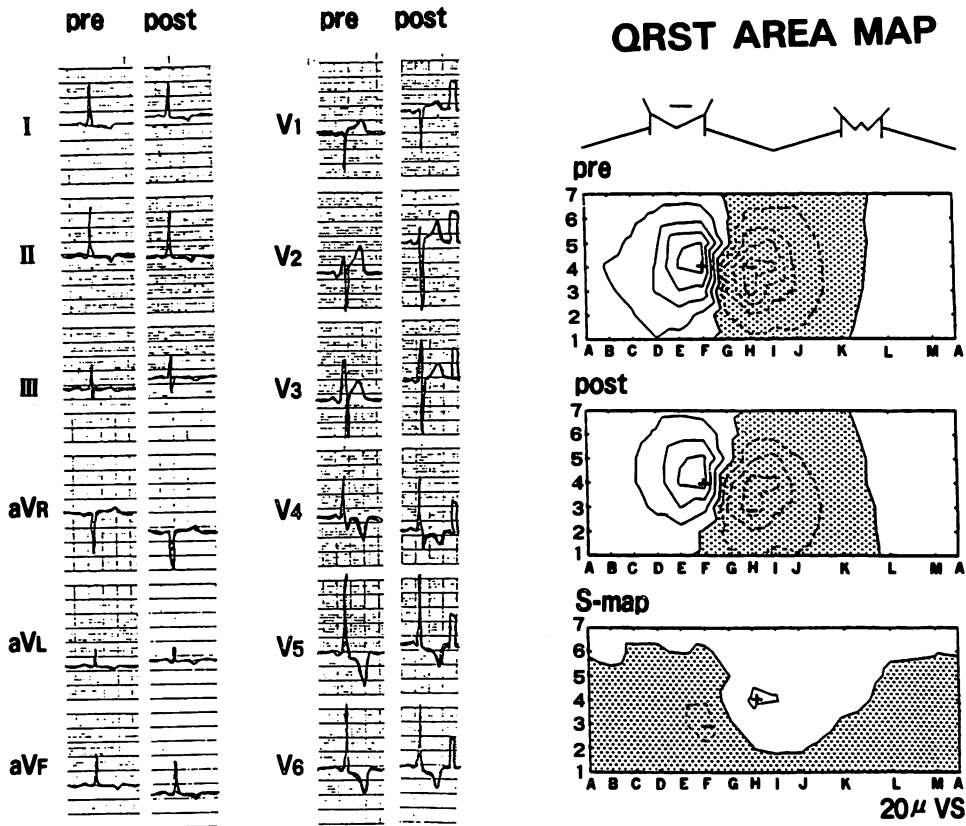 pre post
I
II
III
aVR
aVL
aVF
pre post
V1
V2
V3
V4
V5
V6
QRST AREA MAP
pre
7
6
5
4
3
2
1
A B C D E F G H I J K L M A
post
7
6
5
4
3
2
1
A B C D E F G H I J K L M A
S-map
7
6
5
4
3
2
1
A B C D E F G H I J K L M A
20μ VS